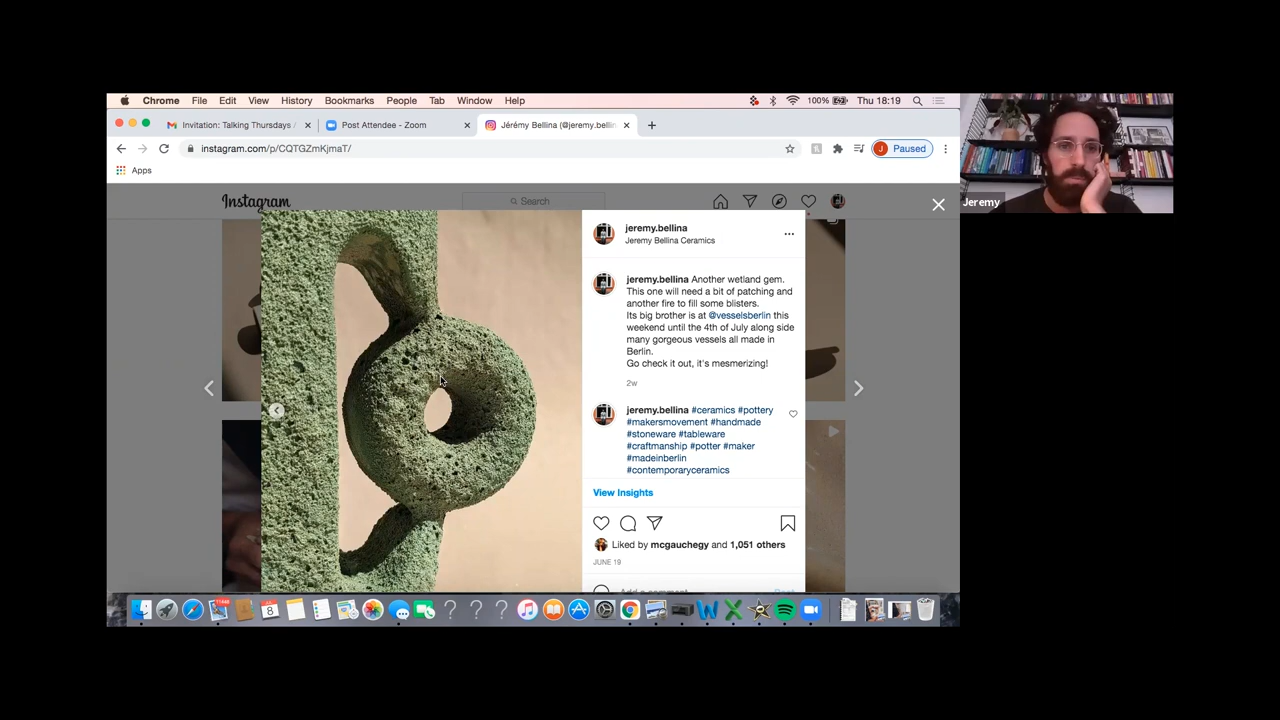 Chrome File Edit View History Bookmarks People Tab Window Help 100% Thu 18:19
Invitation: Talking Thursdays / Post Attendee - Zoom Jérémy Bellina (@jeremy.bellin
instagram.com/p/CQTGZmKjmaT/ J Paused
Apps
Instagram Search
jeremy.bellina
Jeremy Bellina Ceramics
jeremy.bellina Another wetland gem.
This one will need a bit of patching and
another fire to fill some blisters.
Its big brother is at @vesselsberlin this
weekend until the 4th of July along side
many gorgeous vessels all made in
Berlin.
Go check it out, it's mesmerizing!
2w
jeremy.bellina #ceramics #pottery
#makersmovement #handmade
#stoneware #tableware
#craftmanship #potter #maker
#madeinberlin
#contemporaryceramics
View Insights
Liked by mcgauchegy and 1,051 others
JUNE 19
Add a comment...
Jeremy
8